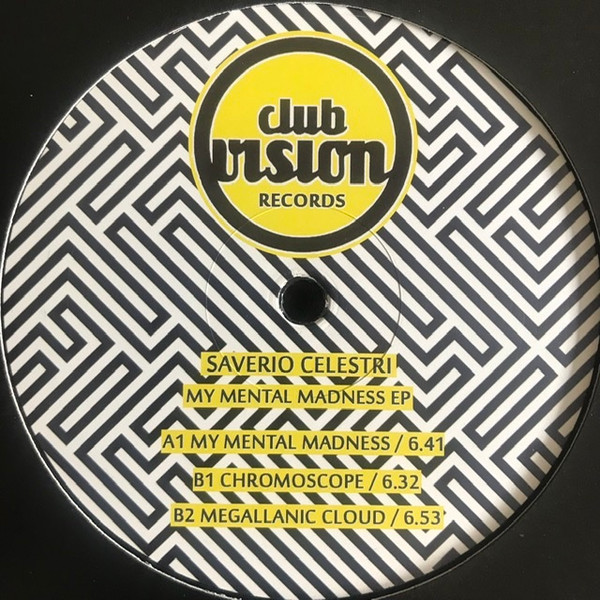 club
vision
RECORDS
SAVERIO CELESTRI
MY MENTAL MADNESS EP
A1 MY MENTAL MADNESS / 6.41
B1 CHROMOSCOPE / 6.32
B2 MEGALLANIC CLOUD / 6.53